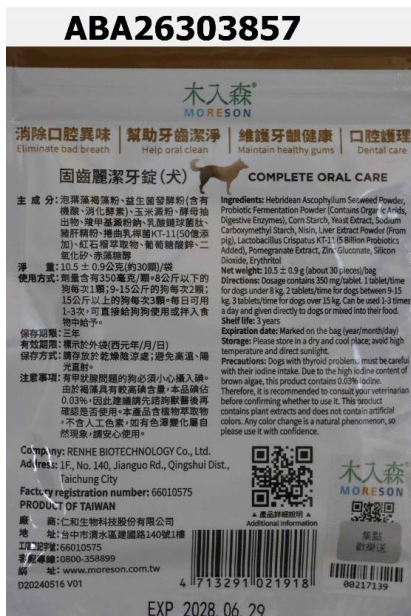 ABA26303857
木入森®
MORESON
消除口腔異味 | 幫助牙齒潔淨 | 維護牙齦健康 | 口腔護理
Eliminate bad breath | Help oral clean | Maintain healthy gums | Dental care
固齒麗潔牙錠(犬)
COMPLETE ORAL CARE
主 成 分:泡葉藻褐藻粉、益生菌發酵粉(含有
機酸、消化酵素)、玉米澱粉、酵母抽
出物、羧甲基澱粉鈉、乳酸鏈球菌肽、
豬肝精粉、捲曲乳桿菌KT-11(50億添
加)、紅石榴萃取物、葡萄糖酸鋅、二
氧化矽、赤藻糖醇
淨 重:10.5 ± 0.9公克(約30顆)/袋
使用方式:劑量含有350毫克/顆。8公斤以下的
狗每次1顆;9-15公斤的狗每次2顆;
15公斤以上的狗每次3顆。每日可用
1-3次,可直接給狗狗使用或拌入食
物中給予。
保存期限:三年
有效期限:標示於外袋(西元年/月/日)
保存方式:請存放於乾燥陰涼處;避免高溫、陽
光直射。
注意事項:有甲狀腺問題的狗必須小心攝入碘。
由於褐藻具有較高碘含量,本品碘佔
0.03%,因此建議請先諮詢獸醫後再
確認是否使用。本產品含植物萃取物
,不含人工色素,如有色澤變化屬自
然現象,請安心使用。
Ingredients: Hebridean Ascophyllum Seaweed Powder,
Probiotic Fermentation Powder (Contains Organic Acids,
Digestive Enzymes), Corn Starch, Yeast Extract, Sodium
Carboxymethyl Starch, Nisin, Liver Extract Powder (From
pig), Lactobacillus Crispatus KT-11 (5 Billion Probiotics
Added), Pomegranate Extract, Zinc Gluconate, Silicon
Dioxide, Erythritol
Net weight: 10.5 ± 0.9 g (about 30 pieces)/bag
Directions: Dosage contains 350 mg/tablet. 1 tablet/time
for dogs under 8 kg. 2 tablets/time for dogs between 9-15
kg. 3 tablets/time for dogs over 15 kg. Can be used 1-3 times
a day and given directly to dogs or mixed into their food.
Shelf life: 3 years
Expiration date: Marked on the bag (year/month/day)
Storage: Please store in a dry and cool place; avoid high
temperature and direct sunlight.
Precautions: Dogs with thyroid problems must be careful
with their iodine intake. Due to the high iodine content of
brown algae, this product contains 0.03% iodine.
Therefore, it is recommended to consult your veterinarian
before confirming whether to use it. This product
contains plant extracts and does not contain artificial
colors. Any color change is a natural phenomenon, so
please use it with confidence.
Company: RENHE BIOTECHNOLOGY Co., Ltd.
Address: 1F., No. 140, Jianguo Rd., Qingshui Dist.,
Taichung City
Factory registration number: 66010575
PRODUCT OF TAIWAN
廠 商:仁和生物科技股份有限公司
地 址:台中市清水區建國路140號1樓
工廠登記字號:66010575
客服專線:0800-358899
網 址:www.moreson.com.tw
D20240516 V01
▲ 產品詳細說明 ▲
Additional Information
4 713291 021918
木入森
MORESON
集點
歡樂送
00217139
EXP 2028.06.29